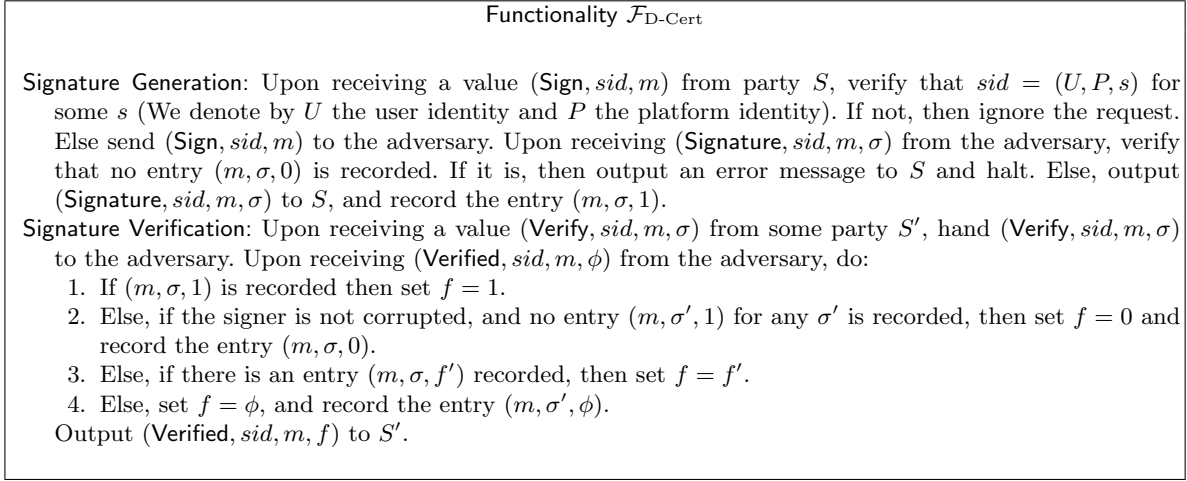 Functionality F_D-Cert
Signature Generation: Upon receiving a value (Sign, sid, m) from party S, verify that sid = (U, P, s) for
some s (We denote by U the user identity and P the platform identity). If not, then ignore the request.
Else send (Sign, sid, m) to the adversary. Upon receiving (Signature, sid, m, σ) from the adversary, verify
that no entry (m, σ, 0) is recorded. If it is, then output an error message to S and halt. Else, output
(Signature, sid, m, σ) to S, and record the entry (m, σ, 1).
Signature Verification: Upon receiving a value (Verify, sid, m, σ) from some party S′, hand (Verify, sid, m, σ)
to the adversary. Upon receiving (Verified, sid, m, ϕ) from the adversary, do:
1. If (m, σ, 1) is recorded then set f = 1.
2. Else, if the signer is not corrupted, and no entry (m, σ′, 1) for any σ′ is recorded, then set f = 0 and
record the entry (m, σ, 0).
3. Else, if there is an entry (m, σ, f′) recorded, then set f = f′.
4. Else, set f = ϕ, and record the entry (m, σ′, ϕ).
Output (Verified, sid, m, f) to S′.